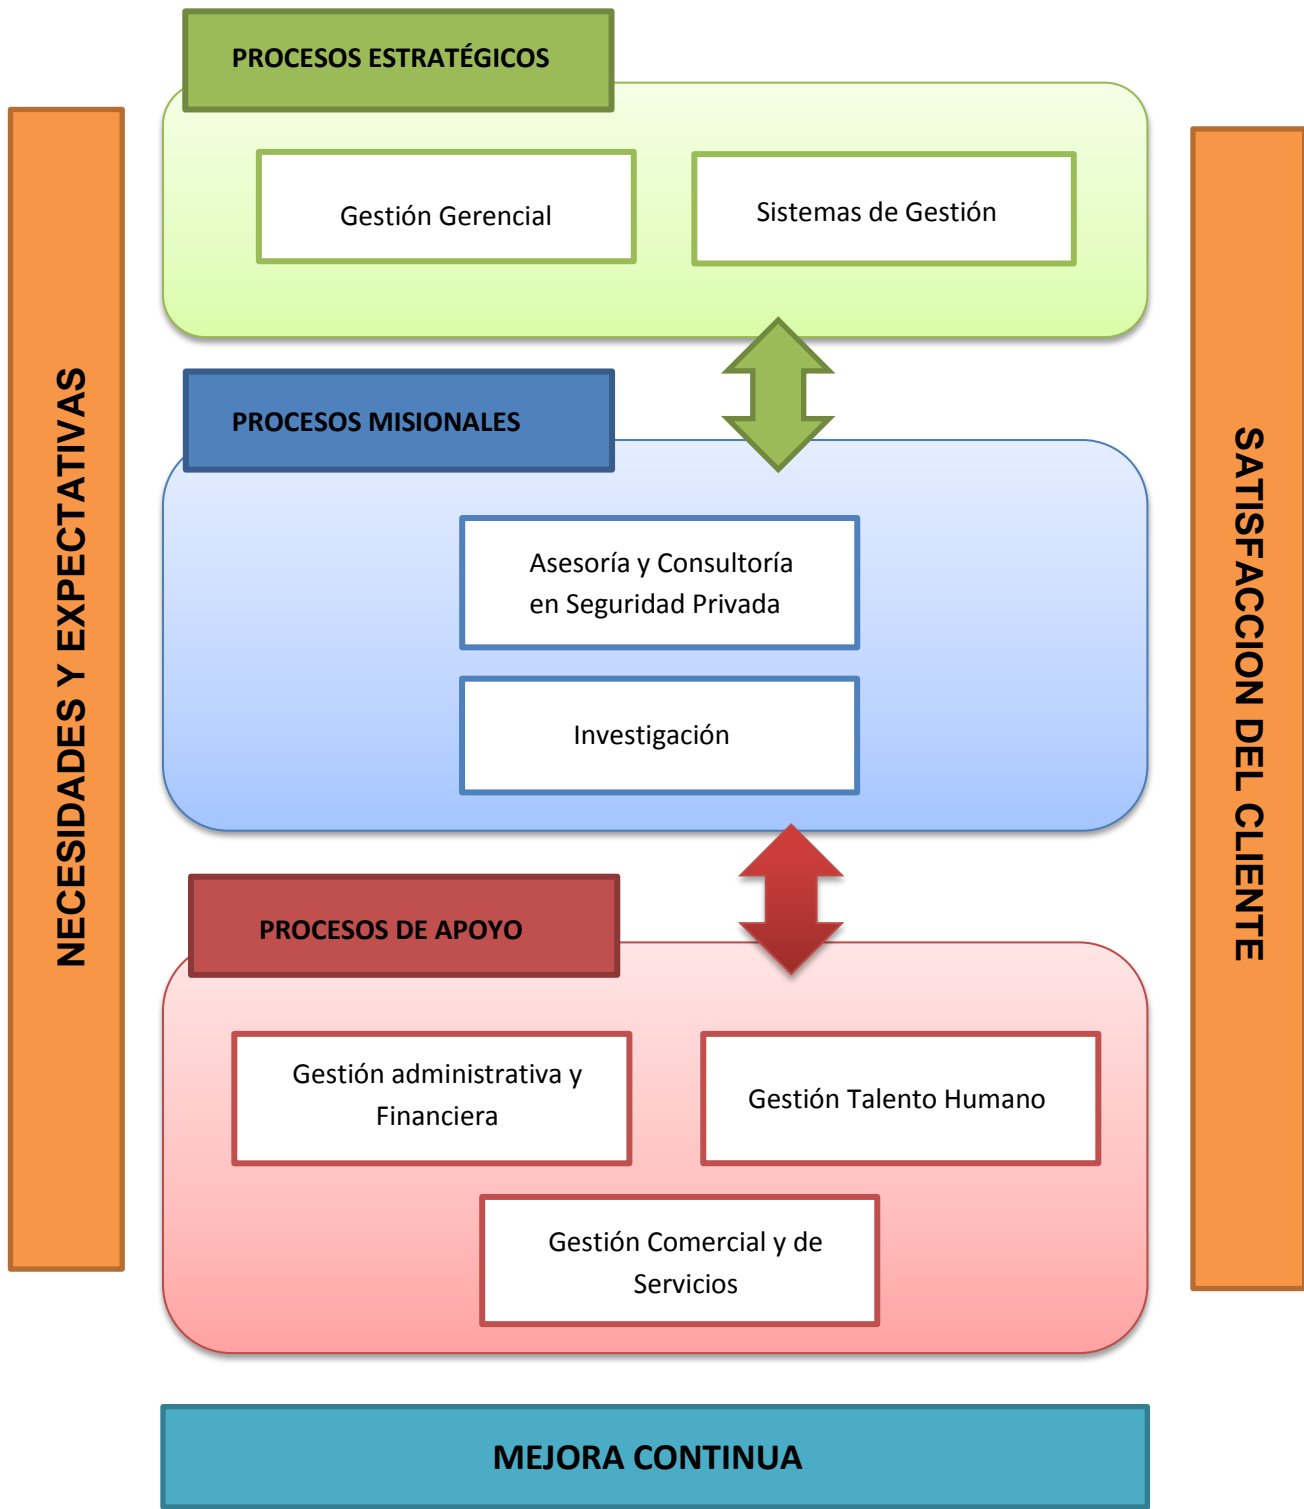 PROCESOS ESTRATÉGICOS
Gestión Gerencial
Sistemas de Gestión
NECESIDADES Y EXPECTATIVAS
SATISFACCION DEL CLIENTE
PROCESOS MISIONALES
Asesoría y Consultoría
en Seguridad Privada
Investigación
PROCESOS DE APOYO
Gestión administrativa y
Financiera
Gestión Talento Humano
Gestión Comercial y de
Servicios
MEJORA CONTINUA